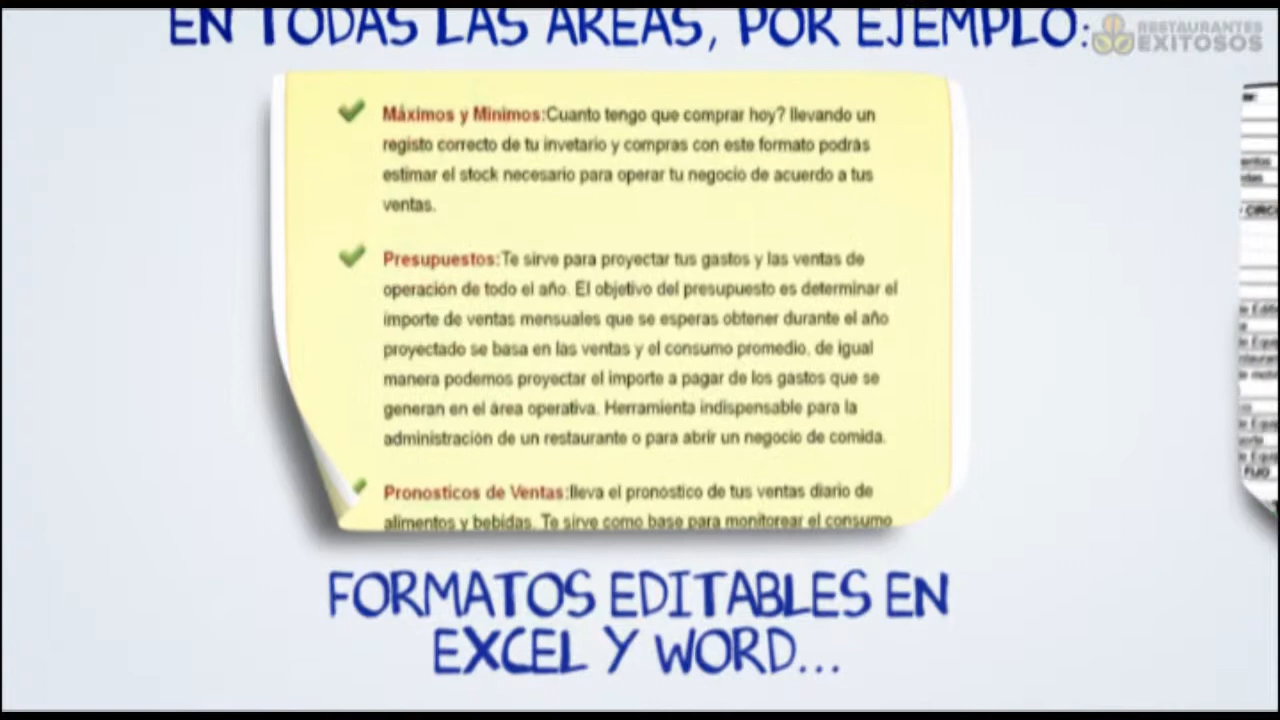 EN TODAS LAS AREAS, POR EJEMPLO:
RESTAURANTES
EXITOSOS
Máximos y Minimos:Cuanto tengo que comprar hoy? llevando un
registo correcto de tu invetario y compras con este formato podrás
estimar el stock necesario para operar tu negocio de acuerdo a tus
ventas.
Presupuestos:Te sirve para proyectar tus gastos y las ventas de
operación de todo el año. El objetivo del presupuesto es determinar el
importe de ventas mensuales que se esperas obtener durante el año
proyectado se basa en las ventas y el consumo promedio, de igual
manera podemos proyectar el importe a pagar de los gastos que se
generan en el área operativa. Herramienta indispensable para la
administración de un restaurante o para abrir un negocio de comida.
Pronosticos de Ventas:lleva el pronostico de tus ventas diario de
alimentos y bebidas. Te sirve como base para monitorear el consumo
FORMATOS EDITABLES EN
EXCEL Y WORD...